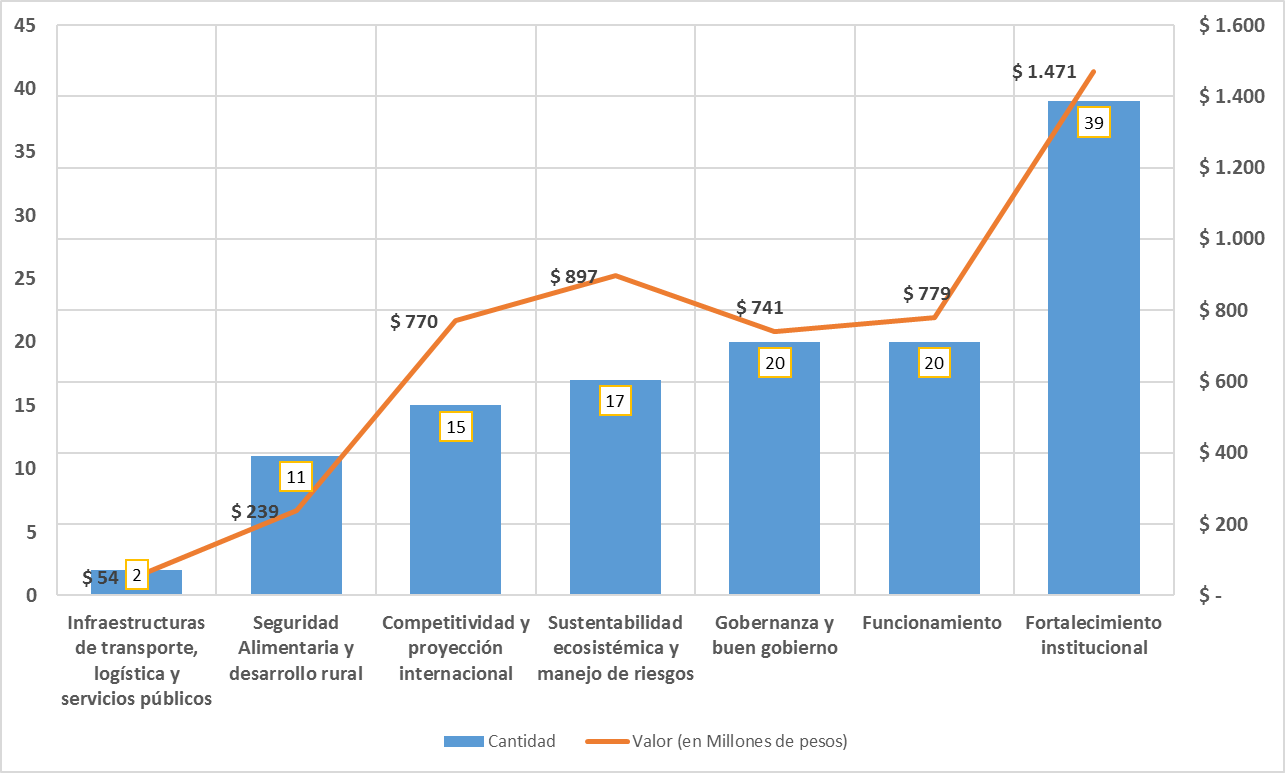 45
40
35
30
25
20
15
10
5
0
$ 1.600
$ 1.400
$ 1.200
$ 1.000
$ 800
$ 600
$ 400
$ 200
$ -
$ 54
$ 239
$ 770
$ 897
$ 741
$ 779
$ 1.471
2
11
15
17
20
20
39
Infraestructuras
de transporte,
logística y
servicios públicos
Seguridad
Alimentaria y
desarrollo rural
Competitividad y
proyección
internacional
Sustentabilidad
ecosistémica y
manejo de riesgos
Gobernanza y
buen gobierno
Funcionamiento
Fortalecimiento
institucional
Cantidad
Valor (en Millones de pesos)